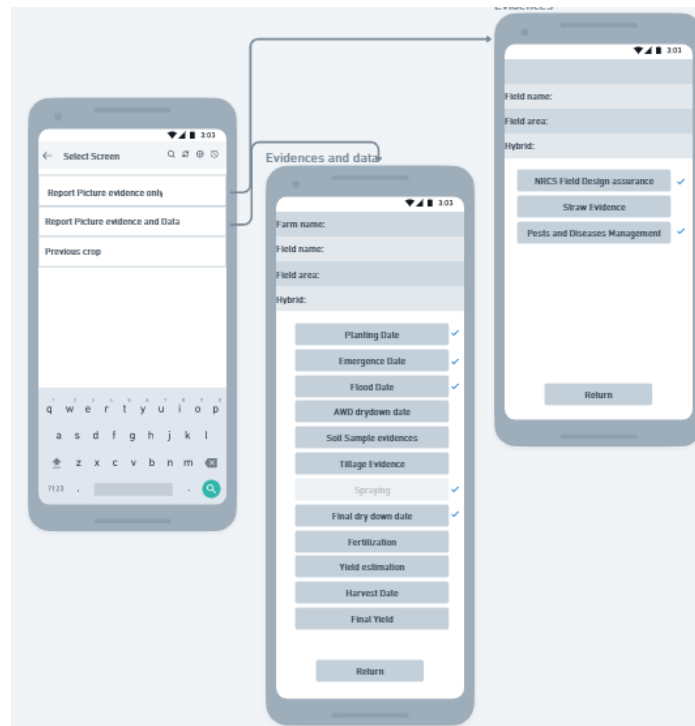 Evidences
3:03
Select Screen
Report Picture evidence only
Report Picture evidence and Data
Previous crop
q w e r t y u i o p
a s d f g h j k l
z x c v b n m
?123 , .
Evidences and data
3:03
Farm name:
Field name:
Field area:
Hybrid:
Planting Date
Emergence Date
Flood Date
AWD drydown date
Soil Sample evidences
Tillage Evidence
Spraying
Final dry down date
Fertilization
Yield estimation
Harvest Date
Final Yield
Return
3:03
Field name:
Field area:
Hybrid:
NRCS Field Design assurance
Straw Evidence
Pests and Diseases Management
Return